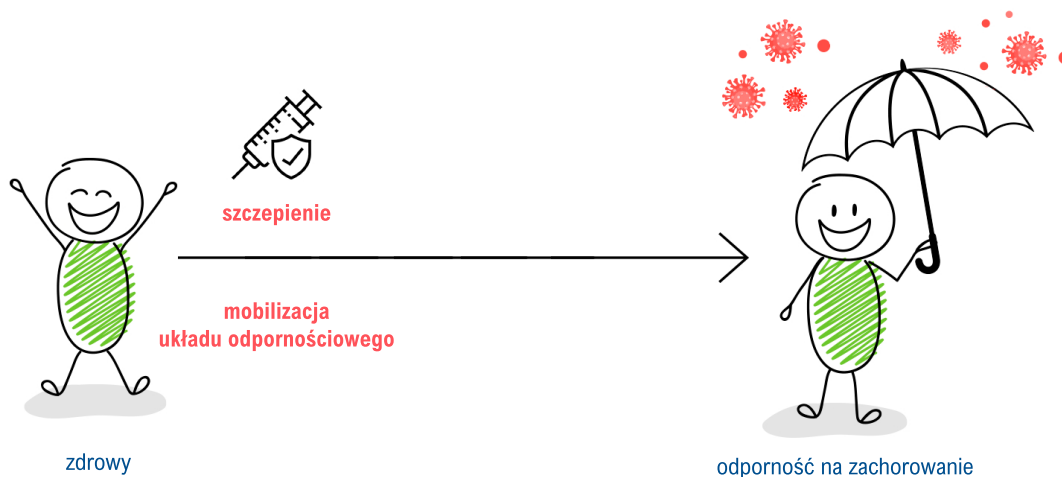 szczepienie
mobilizacja
układu odpornościowego
zdrowy
odporność na zachorowanie